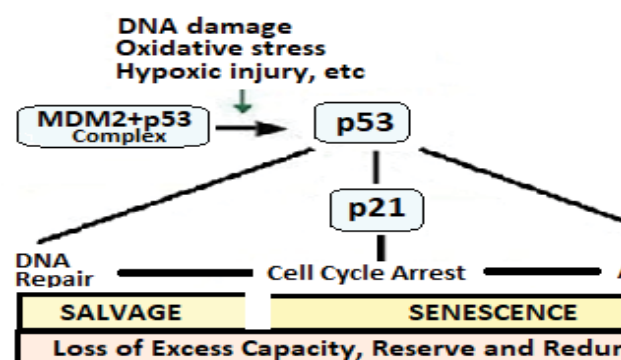 DNA damage
Oxidative stress
Hypoxic injury, etc
MDM2+p53
Complex
p53
p21
DNA
Repair
Cell Cycle Arrest
SALVAGE
SENESCENCE
Loss of Excess Capacity, Reserve and